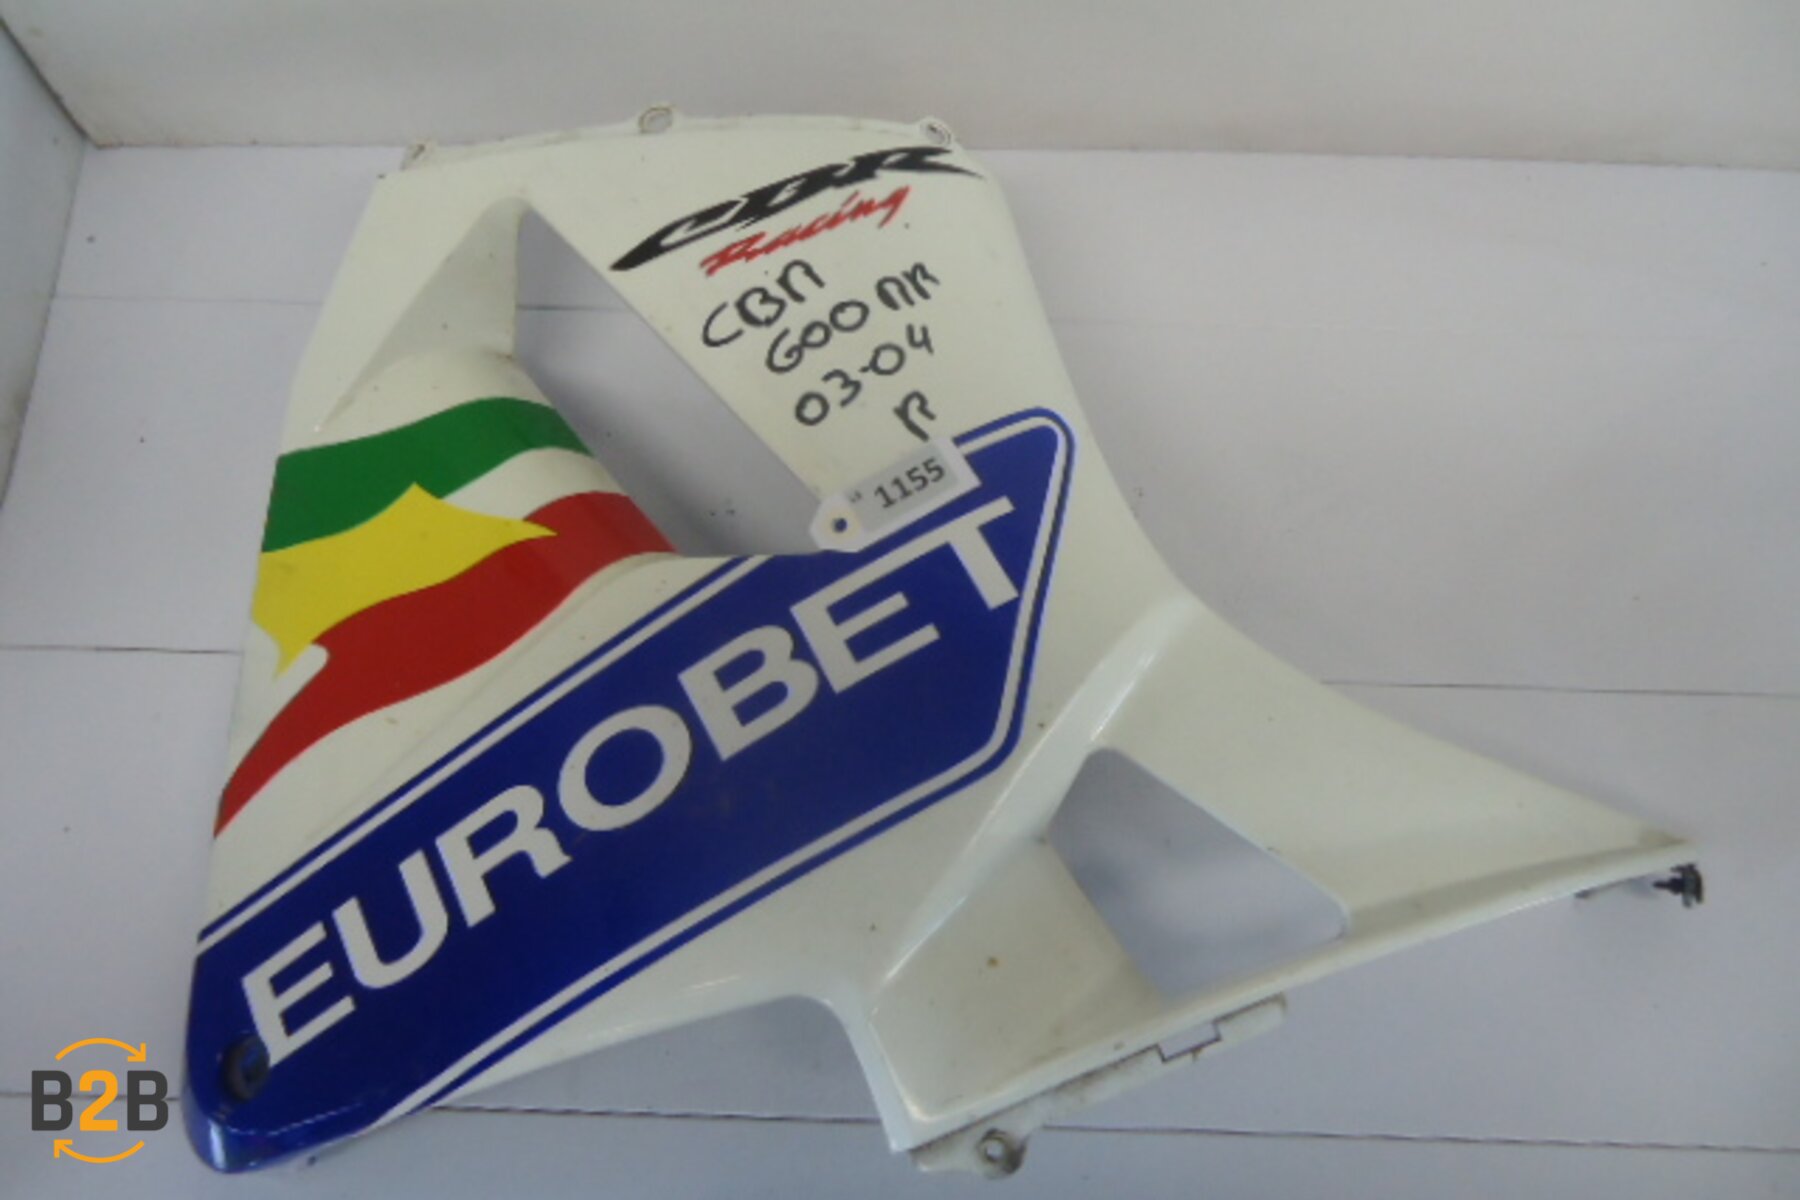 CBR
Racing
CBR
600 RR
03-04
R
1155
EUROBET
B2B